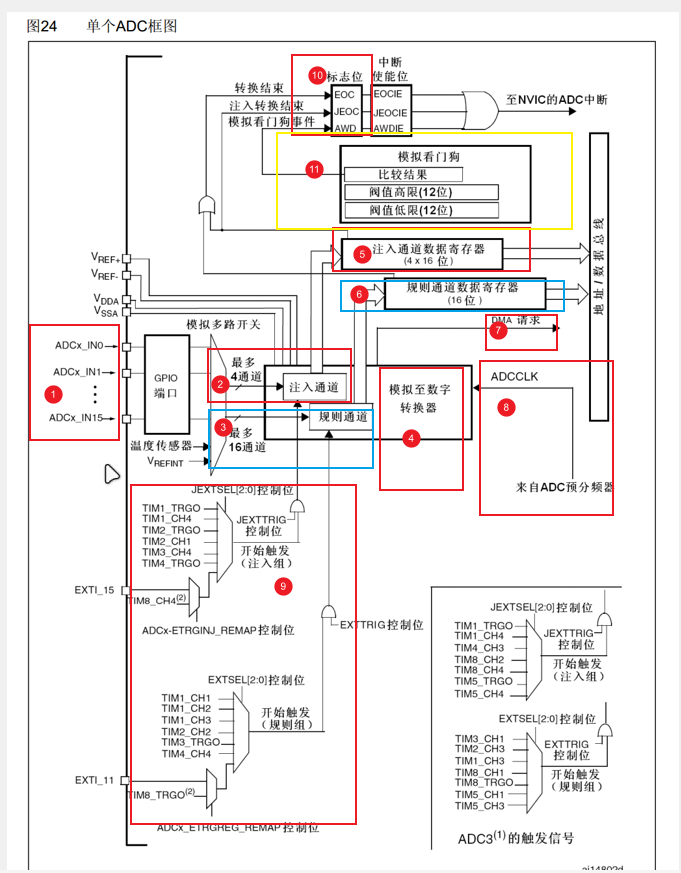 图24 单个ADC框图
中断
⑩ 标志位 使能位
转换结束 EOC EOCIE
注入转换结束 JEOC JEOCIE 至NVIC的ADC中断
模拟看门狗事件 AWD AWDIE
模拟看门狗
11 比较结果
阀值高限(12位)
阀值低限(12位)
地址/数据总线
5 注入通道数据寄存器
(4 x 16 位)
6 规则通道数据寄存器
(16 位)
VREF+
VREF-
VDDA
VSSA
7 DMA 请求
模拟多路开关
ADCx_IN0
1 ADCx_IN1
ADCx_IN15
GPIO
端口
最多
2 4通道 注入通道
3 规则通道
最多
16通道
模拟至数字
转换器
4
ADCCLK
8
来自ADC预分频器
温度传感器
VREFINT
JEXTSEL[2:0]控制位
TIM1_TRGO
TIM1_CH4
TIM2_TRGO
TIM2_CH1
TIM3_CH4
TIM4_TRGO
JEXTTRIG
控制位
开始触发
(注入组)
9
EXTI_15
TIM8_CH4(2)
ADCx-ETRGINJ_REMAP控制位
EXTTRIG控制位
EXTSEL[2:0]控制位
TIM1_CH1
TIM1_CH2
TIM1_CH3
TIM2_CH2
TIM3_TRGO
TIM4_CH4
开始触发
(规则组)
EXTI_11
TIM8_TRGO(2)
ADCx_ETRGREG_REMAP控制位
JEXTSEL[2:0]控制位
TIM1_TRGO
TIM1_CH4
TIM4_CH3
TIM8_CH2
TIM8_CH4
TIM5_TRGO
TIM5_CH4
JEXTTRIG
控制位
开始触发
(注入组)
EXTSEL[2:0]控制位
TIM3_CH1
TIM2_CH3
TIM1_CH3
TIM8_CH1
TIM8_TRGO
TIM5_CH1
TIM5_CH3
EXTTRIG
控制位
开始触发
(规则组)
ADC3(1)的触发信号
ai14802d